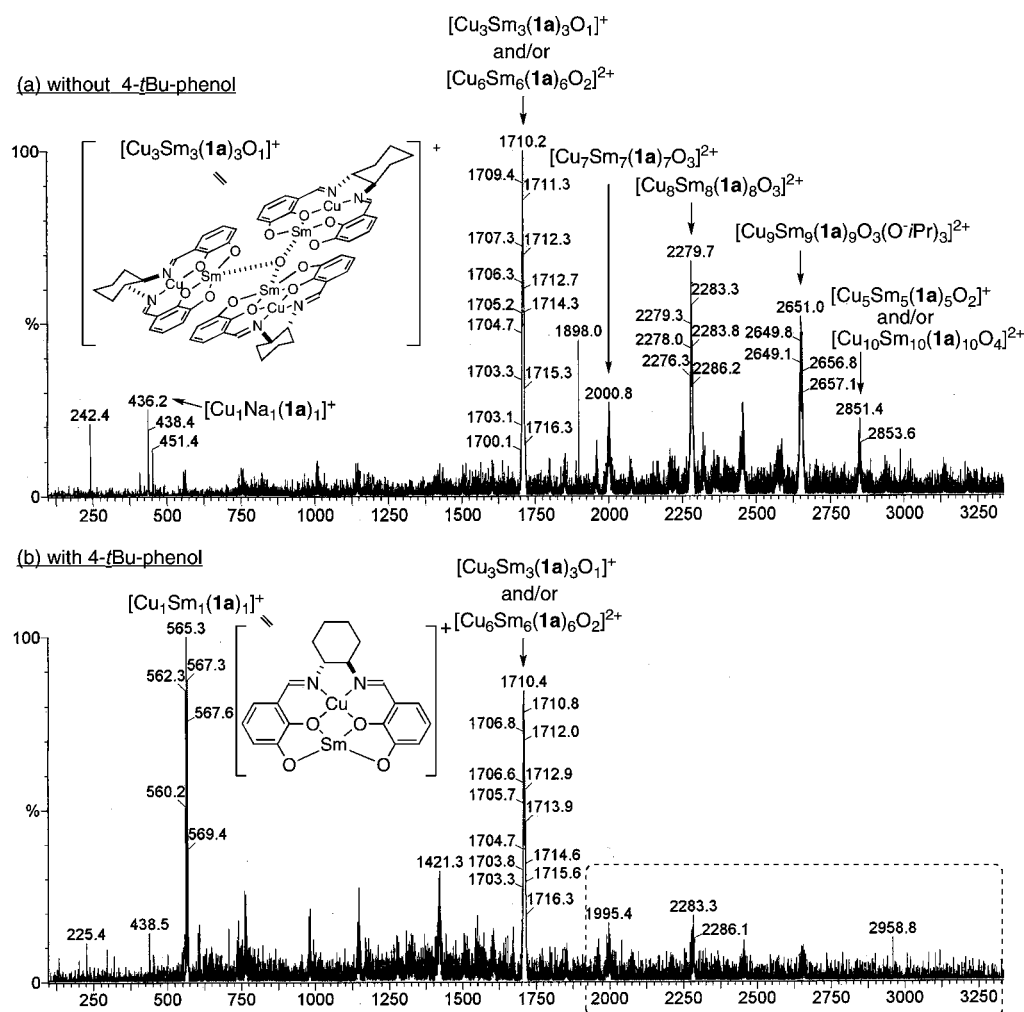 [Cu3Sm3(1a)3O1]+
and/or
[Cu6Sm6(1a)6O2]2+
(a) without 4-tBu-phenol
[Cu3Sm3(1a)3O1]+
+
N
N
Cu
O
O
O
O
Sm
O
O
O
N
Cu
O
Sm
N
O
O
O
O
Sm
O
Cu
O
N
N
100
%
0
1710.2
1709.4
1711.3
1707.3
1712.3
1706.3
1712.7
1705.2
1714.3
1704.7
1703.3
1715.3
1703.1
1716.3
1700.1
[Cu7Sm7(1a)7O3]2+
[Cu8Sm8(1a)8O3]2+
[Cu9Sm9(1a)9O3(O-iPr)3]2+
[Cu5Sm5(1a)5O2]+
and/or
[Cu10Sm10(1a)10O4]2+
2279.7
2283.3
2279.3
2283.8
2278.0
2276.3
2286.2
2651.0
2649.8
2649.1
2656.8
2657.1
2851.4
2853.6
1898.0
2000.8
242.4
436.2
[Cu1Na1(1a)1]+
438.4
451.4
250 500 750 1000 1250 1500 1750 2000 2250 2500 2750 3000 3250
(b) with 4-tBu-phenol
[Cu3Sm3(1a)3O1]+
and/or
[Cu6Sm6(1a)6O2]2+
[Cu1Sm1(1a)1]+
+
N
N
Cu
O
O
Sm
O
O
100
%
0
565.3
567.3
562.3
567.6
560.2
569.4
1710.4
1710.8
1706.8
1712.0
1706.6
1712.9
1705.7
1713.9
1704.7
1714.6
1703.8
1715.6
1703.3
1716.3
1421.3
225.4
438.5
1995.4
2283.3
2286.1
2958.8
250 500 750 1000 1250 1500 1750 2000 2250 2500 2750 3000 3250